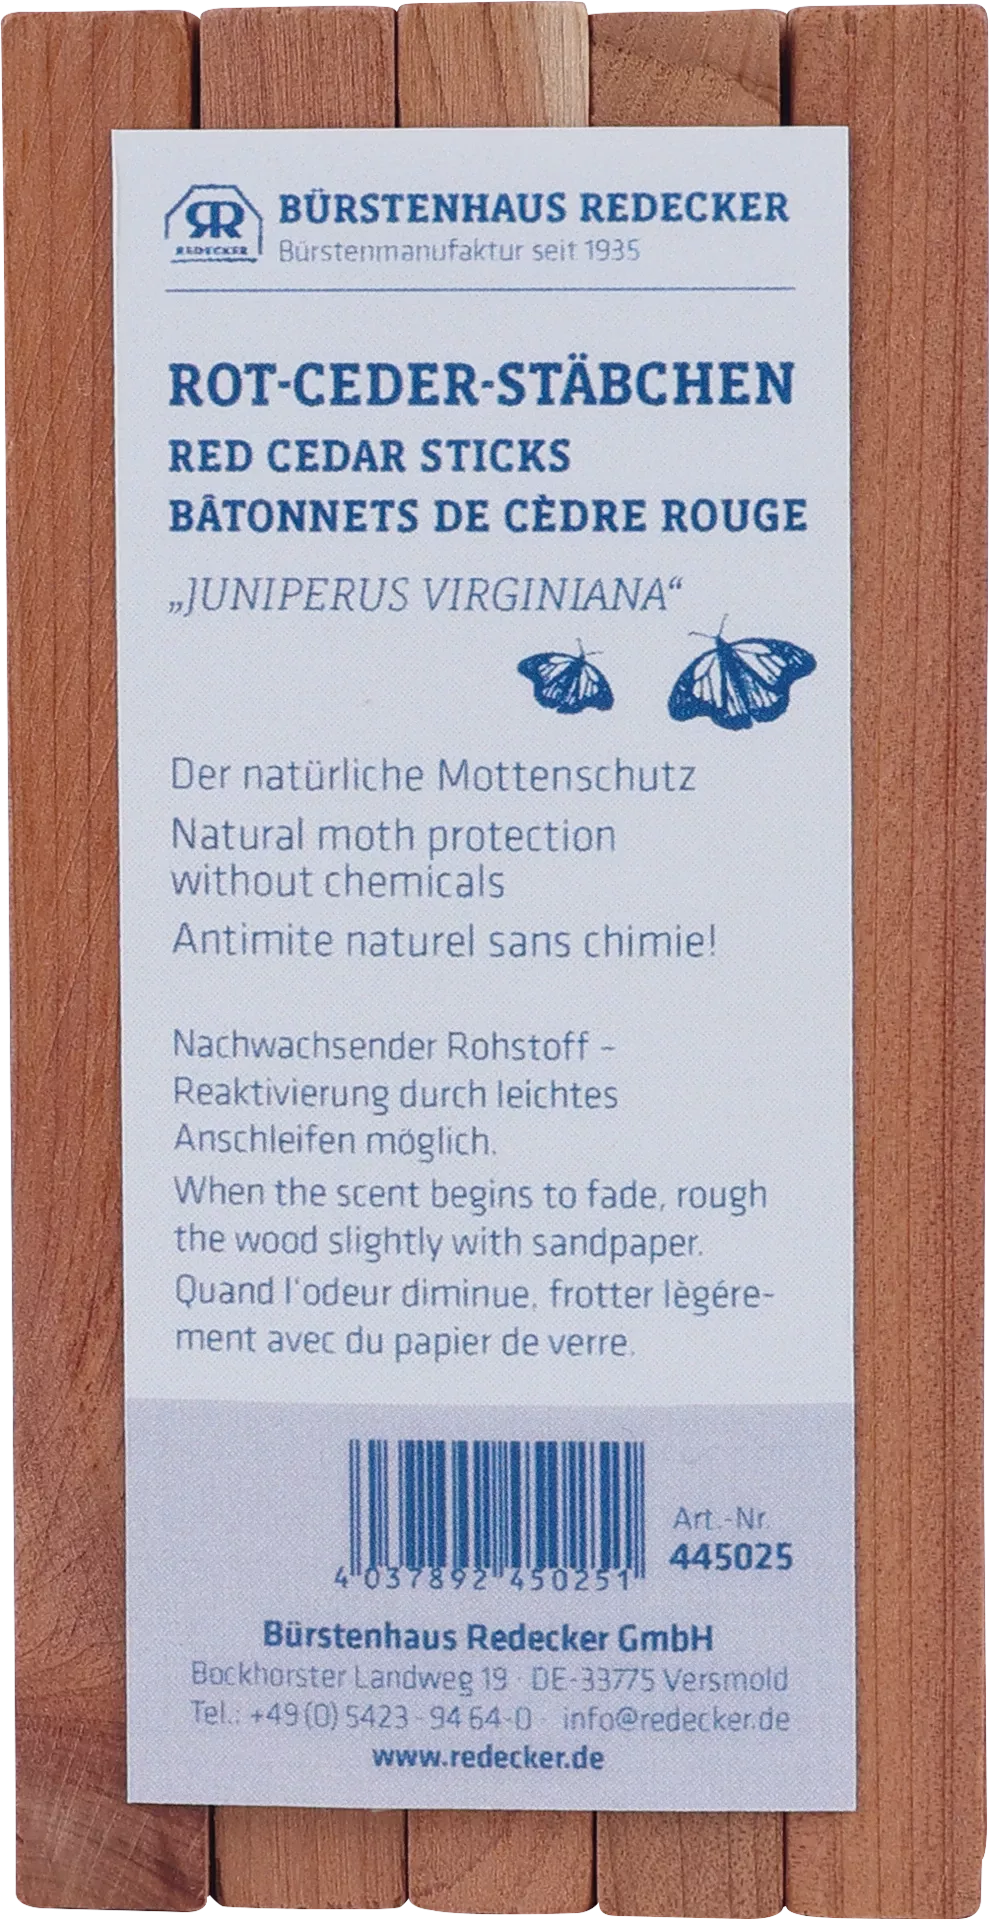 BÜRSTENHAUS REDECKER
REDECKER
Bürstenmanufaktur seit 1935
ROT-CEDER-STÄBCHEN
RED CEDAR STICKS
BÂTONNETS DE CÈDRE ROUGE
„JUNIPERUS VIRGINIANA“
Der natürliche Mottenschutz
Natural moth protection
without chemicals
Antimite naturel sans chimie!
Nachwachsender Rohstoff –
Reaktivierung durch leichtes
Anschleifen möglich.
When the scent begins to fade, rough
the wood slightly with sandpaper.
Quand l'odeur diminue, frotter lègére-
ment avec du papier de verre.
Art.-Nr.
445025
4 037892 450251
Bürstenhaus Redecker GmbH
Bockhorster Landweg 19 · DE-33775 Versmold
Tel.: +49 (0) 5423 - 94 64-0 · info@redecker.de
www.redecker.de